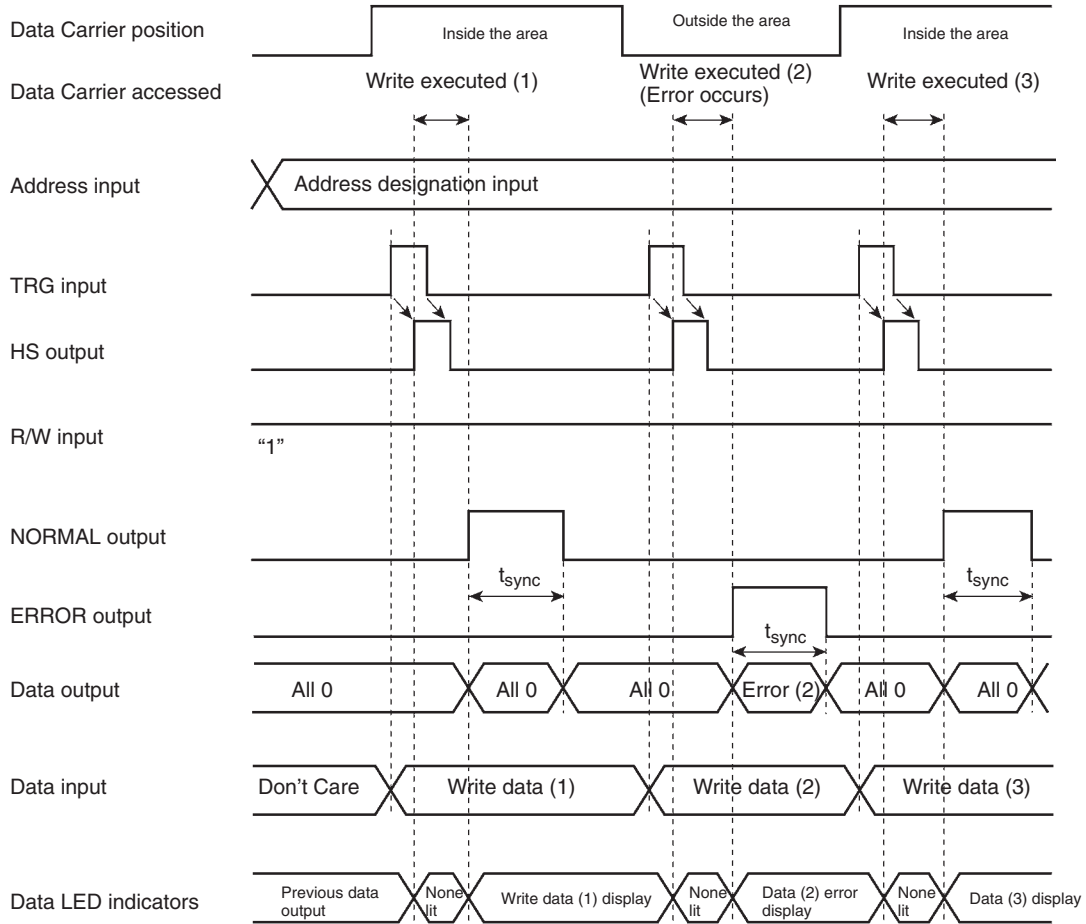 Data Carrier position
Inside the area
Outside the area
Inside the area
Data Carrier accessed
Write executed (1)
Write executed (2)
(Error occurs)
Write executed (3)
Address input
Address designation input
TRG input
HS output
R/W input
“1”
NORMAL output
tsync
tsync
ERROR output
tsync
Data output
All 0
All 0
All 0
Error (2)
All 0
All 0
Data input
Don’t Care
Write data (1)
Write data (2)
Write data (3)
Data LED indicators
Previous data
output
None
lit
Write data (1) display
None
lit
Data (2) error
display
None
lit
Data (3) display